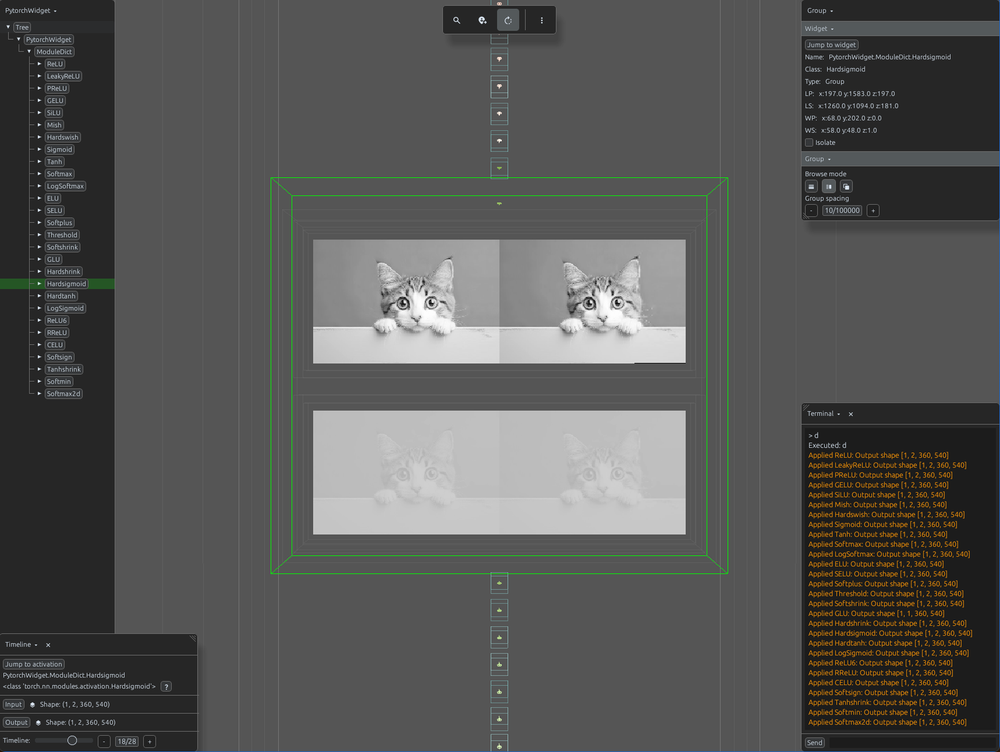 PytorchWidget
Tree
PytorchWidget
ModuleDict
ReLU
LeakyReLU
PReLU
GELU
SiLU
Mish
Hardswish
Sigmoid
Tanh
Softmax
LogSoftmax
ELU
SELU
Softplus
Threshold
Softshrink
GLU
Hardshrink
Hardsigmoid
Hardtanh
LogSigmoid
ReLU6
RReLU
CELU
Softsign
Tanhshrink
Softmin
Softmax2d
Timeline
Jump to activation
PytorchWidget.ModuleDict.Hardsigmoid
<class 'torch.nn.modules.activation.Hardsigmoid'> ?
Input Shape: (1, 2, 360, 540)
Output Shape: (1, 2, 360, 540)
Timeline: - 18/28 +
Group
Widget
Jump to widget
Name: PytorchWidget.ModuleDict.Hardsigmoid
Class: Hardsigmoid
Type: Group
LP: x:197.0 y:1583.0 z:197.0
LS: x:1260.0 y:1094.0 z:181.0
WP: x:68.0 y:202.0 z:0.0
WS: x:58.0 y:48.0 z:1.0
Isolate
Group
Browse mode
Group spacing
- 10/100000 +
Terminal
> d
Executed: d
Applied ReLU: Output shape [1, 2, 360, 540]
Applied LeakyReLU: Output shape [1, 2, 360, 540]
Applied PReLU: Output shape [1, 2, 360, 540]
Applied GELU: Output shape [1, 2, 360, 540]
Applied SiLU: Output shape [1, 2, 360, 540]
Applied Mish: Output shape [1, 2, 360, 540]
Applied Hardswish: Output shape [1, 2, 360, 540]
Applied Sigmoid: Output shape [1, 2, 360, 540]
Applied Tanh: Output shape [1, 2, 360, 540]
Applied Softmax: Output shape [1, 2, 360, 540]
Applied LogSoftmax: Output shape [1, 2, 360, 540]
Applied ELU: Output shape [1, 2, 360, 540]
Applied SELU: Output shape [1, 2, 360, 540]
Applied Softplus: Output shape [1, 2, 360, 540]
Applied Threshold: Output shape [1, 2, 360, 540]
Applied Softshrink: Output shape [1, 2, 360, 540]
Applied GLU: Output shape [1, 1, 360, 540]
Applied Hardshrink: Output shape [1, 2, 360, 540]
Applied Hardsigmoid: Output shape [1, 2, 360, 540]
Applied Hardtanh: Output shape [1, 2, 360, 540]
Applied LogSigmoid: Output shape [1, 2, 360, 540]
Applied ReLU6: Output shape [1, 2, 360, 540]
Applied RReLU: Output shape [1, 2, 360, 540]
Applied CELU: Output shape [1, 2, 360, 540]
Applied Softsign: Output shape [1, 2, 360, 540]
Applied Tanhshrink: Output shape [1, 2, 360, 540]
Applied Softmin: Output shape [1, 2, 360, 540]
Applied Softmax2d: Output shape [1, 2, 360, 540]
Send